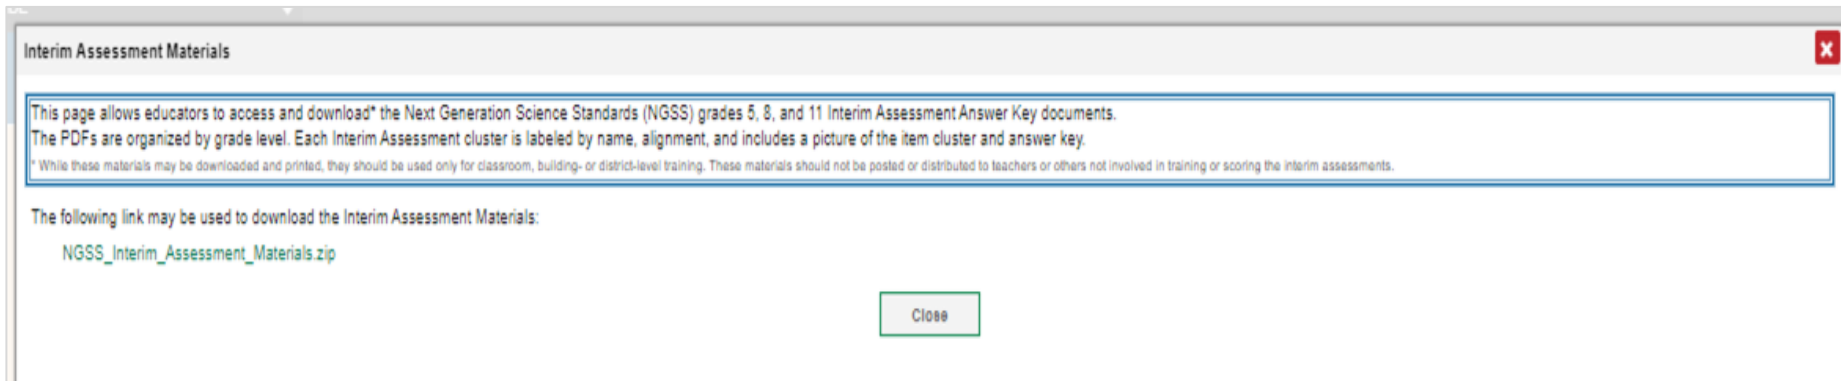 Interim Assessment Materials
This page allows educators to access and download* the Next Generation Science Standards (NGSS) grades 5, 8, and 11 Interim Assessment Answer Key documents.
The PDFs are organized by grade level. Each Interim Assessment cluster is labeled by name, alignment, and includes a picture of the item cluster and answer key.
* While these materials may be downloaded and printed, they should be used only for classroom, building- or district-level training. These materials should not be posted or distributed to teachers or others not involved in training or scoring the interim assessments.
The following link may be used to download the Interim Assessment Materials:
NGSS_Interim_Assessment_Materials.zip
Close